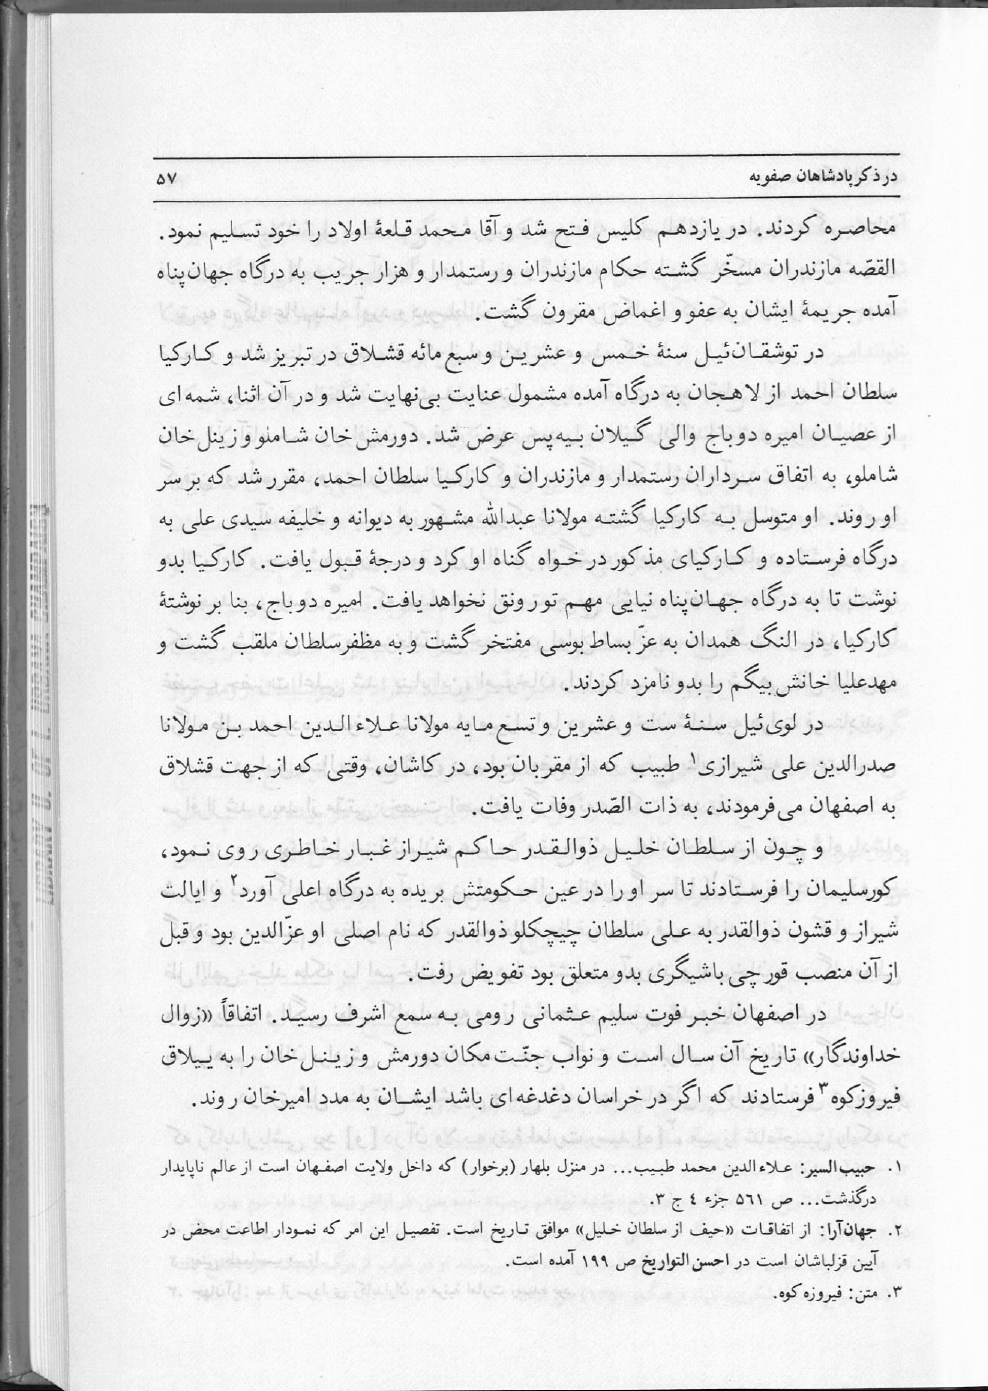 در ذکر پادشاهان صفویه ۵۷
محاصره کردند. در یازدهم کلیس فتح شد و آقا محمد قلعهٔ اولاد را خود تسلیم نمود.
القصّه مازندران مسخّر گشته حکام مازندران و رستمدار و هزار جریب به درگاه جهان‌پناه
آمده جریمهٔ ایشان به عفو و اغماض مقرون گشت.
در توشقان‌ئیل سنهٔ خمس و عشرین و سبع مائه قشلاق در تبریز شد و کارکیا
سلطان احمد از لاهجان به درگاه آمده مشمول عنایت بی‌نهایت شد و در آن اثنا، شمه‌ای
از عصیان امیره دوباج والی گیلان بیه‌پس عرض شد. دورمش‌خان شاملو و زینل‌خان
شاملو، به اتفاق سرداران رستمدار و مازندران و کارکیا سلطان احمد، مقرر شد که بر سر
او روند. او متوسل به کارکیا گشته مولانا عبدالله مشهور به دیوانه و خلیفه سیدی علی به
درگاه فرستاده و کارکیای مذکور درخواه گناه او کرد و درجهٔ قبول یافت. کارکیا بدو
نوشت تا به درگاه جهان‌پناه نیایی مهم تو رونق نخواهد یافت. امیره دوباج، بنا بر نوشتهٔ
کارکیا، در النگ همدان به عزّ بساط‌بوسی مفتخر گشت و به مظفرسلطان ملقب گشت و
مهدعلیا خانش‌بیگم را بدو نامزد کردند.
در لوی‌ئیل سنهٔ ست و عشرین و تسع مایه مولانا علاءالدین احمد بن مولانا
صدرالدین علی شیرازی۱ طبیب که از مقربان بود، در کاشان، وقتی که از جهت قشلاق
به اصفهان می‌فرمودند، به ذات الصّدر وفات یافت.
و چون از سلطان خلیل ذوالقدر حاکم شیراز غبار خاطری روی نمود،
کورسلیمان را فرستادند تا سر او را در عین حکومتش بریده به درگاه اعلی آورد۲ و ایالت
شیراز و قشون ذوالقدر به علی سلطان چیچکلو ذوالقدر که نام اصلی او عزّالدین بود و قبل
از آن منصب قورچی‌باشیگری بدو متعلق بود تفویض رفت.
در اصفهان خبر فوت سلیم عثمانی رومی به سمع اشرف رسید. اتفاقاً «زوال
خداوندگار» تاریخ آن سال است و نواب جنّت‌مکان دورمش و زینل‌خان را به ییلاق
فیروزکوه۳ فرستادند که اگر در خراسان دغدغه‌ای باشد ایشان به مدد امیرخان روند.
۱. حبیب‌السیر: علاءالدین محمد طبیب... در منزل بلهار (برخوار) که داخل ولایت اصفهان است از عالم ناپایدار
درگذشت... ص ۵۶۱ جزء ٤ ج ۳.
۲. جهان‌آرا: از اتفاقات «حیف از سلطان خلیل» موافق تاریخ است. تفصیل این امر که نمودار اطاعت محض در
آیین قزلباشان است در احسن التواریخ ص ۱۹۹ آمده است.
۳. متن: فیروزه کوه.